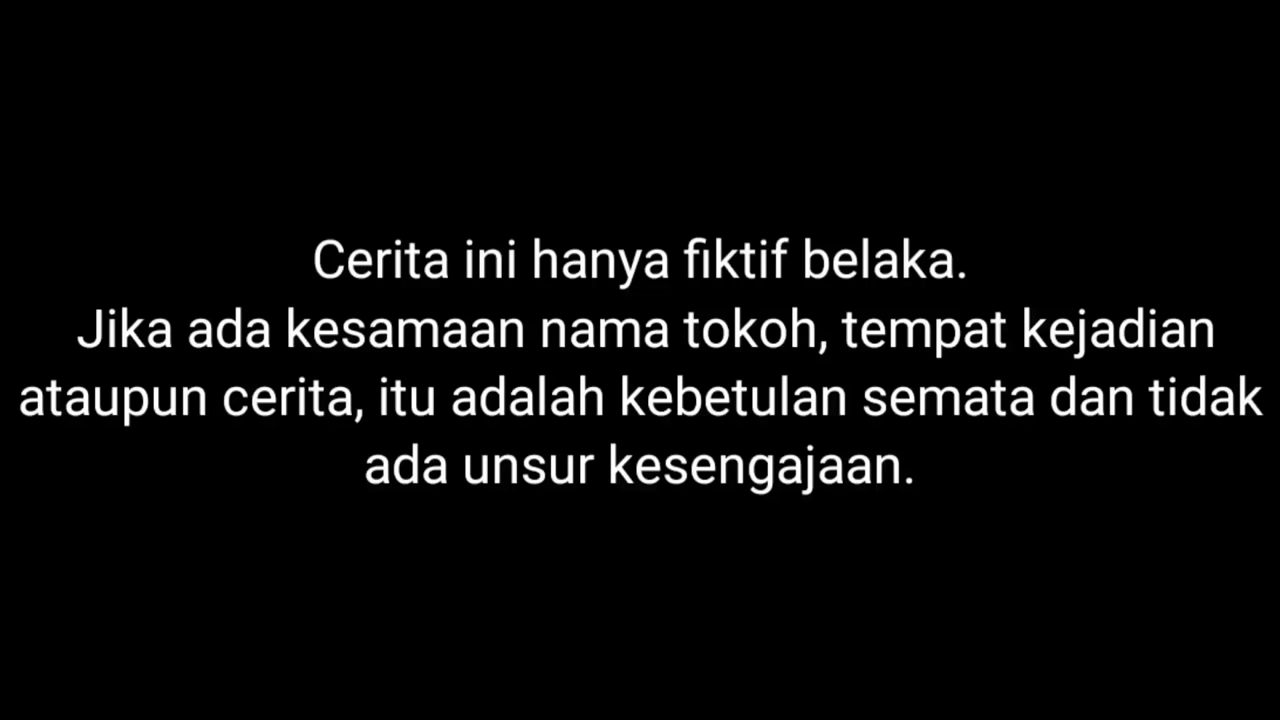 Cerita ini hanya fiktif belaka.
Jika ada kesamaan nama tokoh, tempat kejadian
ataupun cerita, itu adalah kebetulan semata dan tidak
ada unsur kesengajaan.